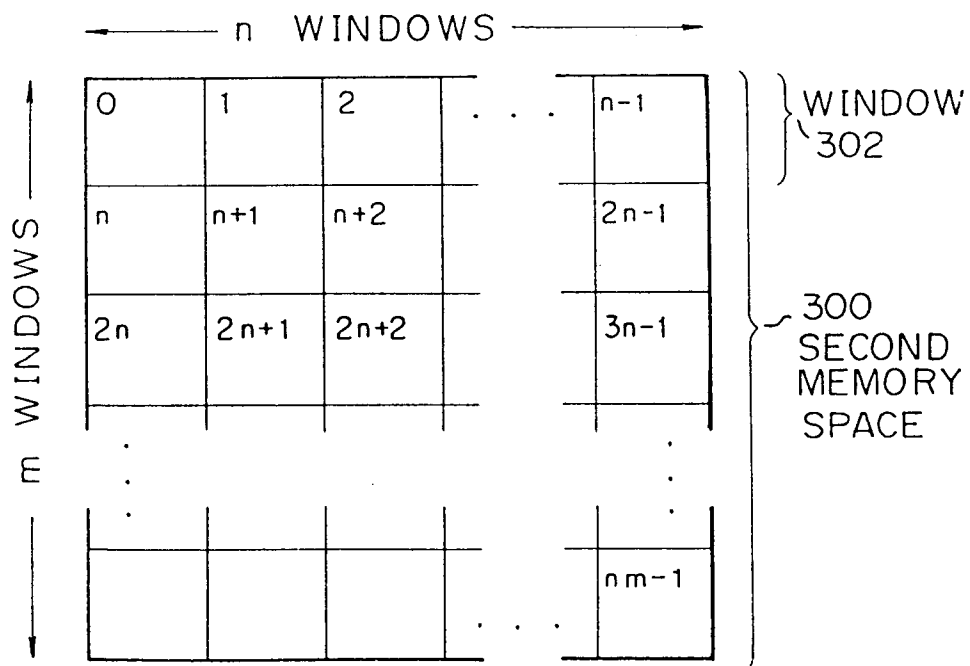 n WINDOWS
m WINDOWS
0 1 2 . . . n-1
WINDOW
302
n n+1 n+2 2n-1
2n 2n+1 2n+2 3n-1
300
SECOND
MEMORY
SPACE
nm-1
. . .